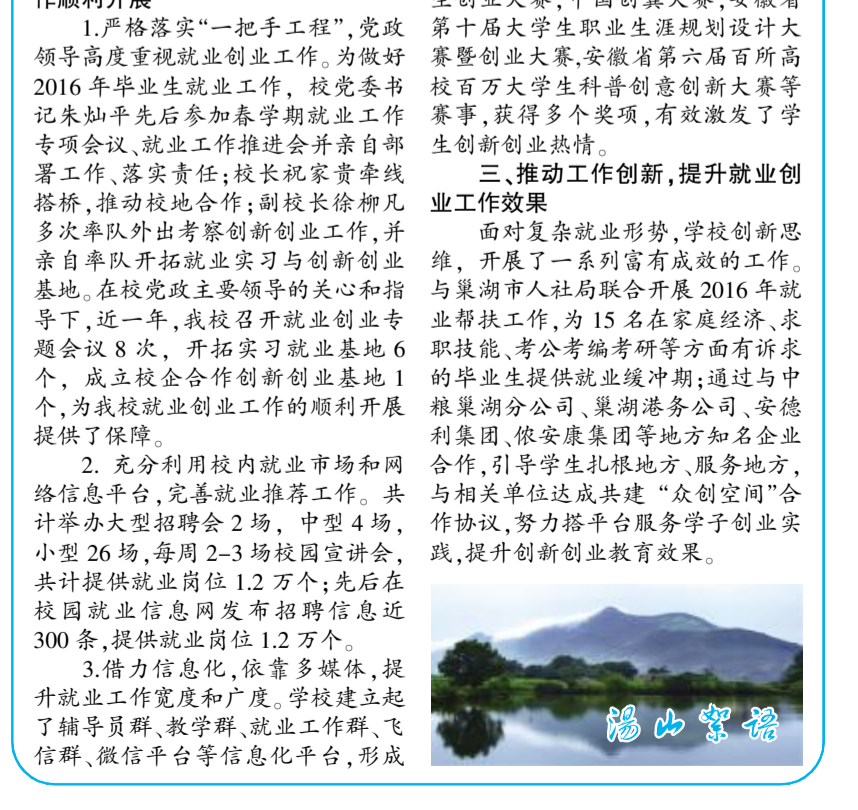 作顺利开展
1.严格落实“一把手工程”，党政
领导高度重视就业创业工作。为做好
2016 年毕业生就业工作，校党委书
记朱灿平先后参加春学期就业工作
专项会议、就业工作推进会并亲自部
署工作、落实责任；校长祝家贵牵线
搭桥，推动校地合作；副校长徐柳凡
多次率队外出考察创新创业工作，并
亲自率队开拓就业实习与创新创业
基地。在校党政主要领导的关心和指
导下，近一年，我校召开就业创业专
题会议 8 次，开拓实习就业基地 6
个，成立校企合作创新创业基地 1
个，为我校就业创业工作的顺利开展
提供了保障。
2. 充分利用校内就业市场和网
络信息平台，完善就业推荐工作。共
计举办大型招聘会 2 场，中型 4 场，
小型 26 场，每周 2-3 场校园宣讲会，
共计提供就业岗位 1.2 万个；先后在
校园就业信息网发布招聘信息近
300 条，提供就业岗位 1.2 万个。
3.借力信息化，依靠多媒体，提
升就业工作宽度和广度。学校建立起
了辅导员群、教学群、就业工作群、飞
信群、微信平台等信息化平台，形成
生创业大赛，中国创翼大赛，安徽省
第十届大学生职业生涯规划设计大
赛暨创业大赛，安徽省第六届百所高
校百万大学生科普创意创新大赛等
赛事，获得多个奖项，有效激发了学
生创新创业热情。
三、推动工作创新，提升就业创
业工作效果
面对复杂就业形势，学校创新思
维，开展了一系列富有成效的工作。
与巢湖市人社局联合开展 2016 年就
业帮扶工作，为 15 名在家庭经济、求
职技能、考公考编考研等方面有诉求
的毕业生提供就业缓冲期；通过与中
粮巢湖分公司、巢湖港务公司、安德
利集团、侬安康集团等地方知名企业
合作，引导学生扎根地方、服务地方，
与相关单位达成共建“众创空间”合
作协议，努力搭平台服务学子创业实
践，提升创新创业教育效果。
湯山絮語